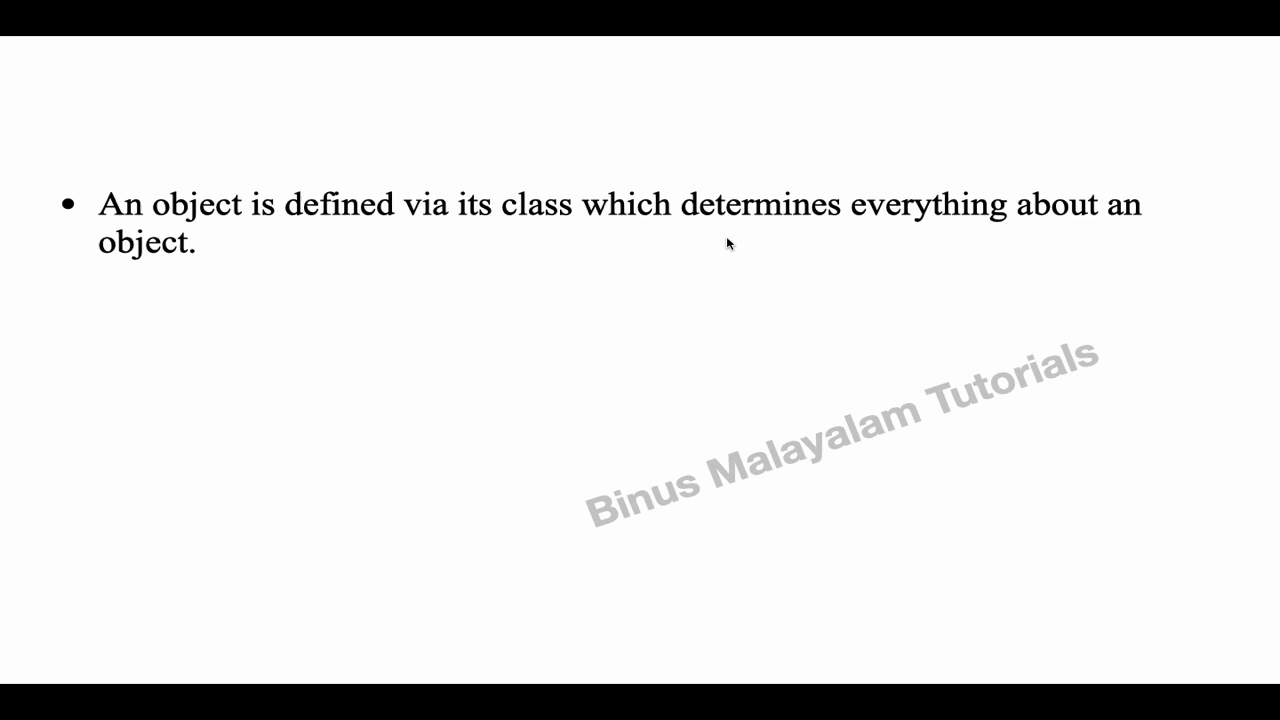 • An object is defined via its class which determines everything about an
object.
Binus Malayalam Tutorials